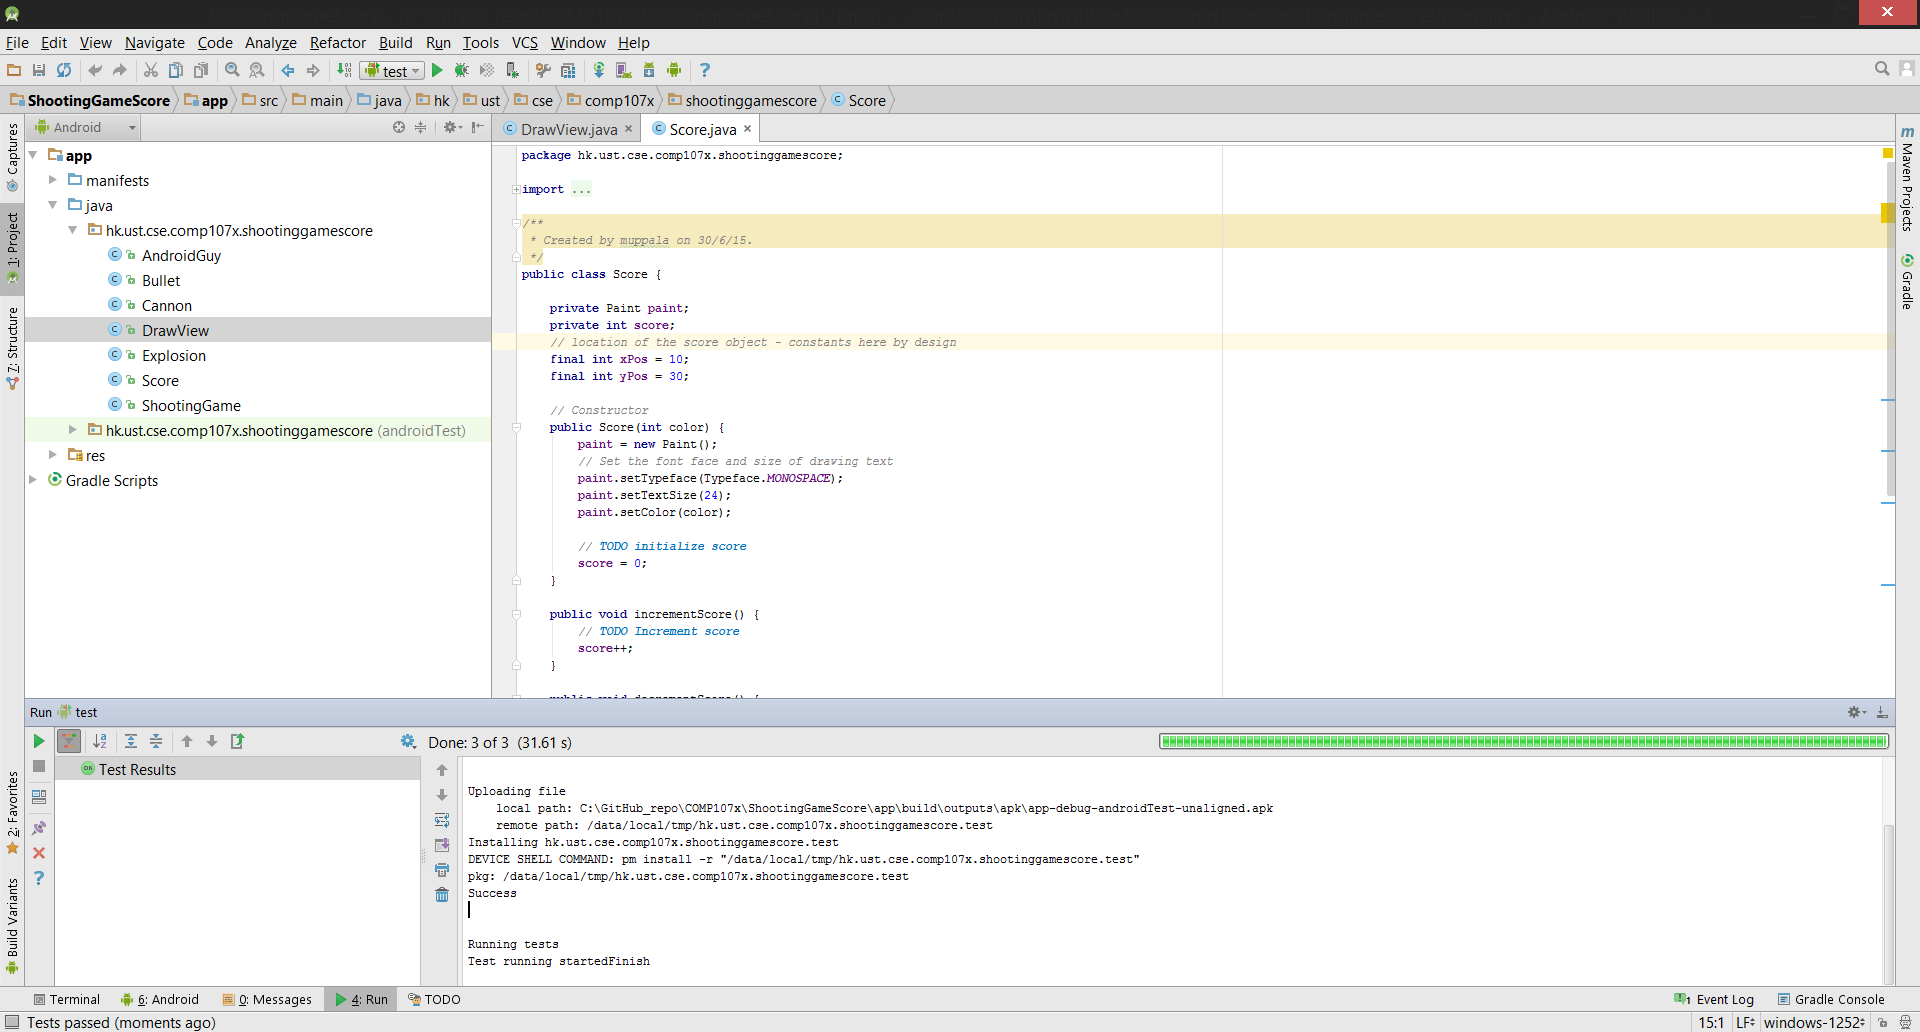 File Edit View Navigate Code Analyze Refactor Build Run Tools VCS Window Help
test
ShootingGameScore app src main java hk ust cse comp107x shootinggamescore Score
Android
DrawView.java Score.java
Captures
1: Project
7: Structure
2: Favorites
Build Variants
app
manifests
java
hk.ust.cse.comp107x.shootinggamescore
AndroidGuy
Bullet
Cannon
DrawView
Explosion
Score
ShootingGame
hk.ust.cse.comp107x.shootinggamescore (androidTest)
res
Gradle Scripts
package hk.ust.cse.comp107x.shootinggamescore;
import ...
/**
* Created by muppala on 30/6/15.
*/
public class Score {
private Paint paint;
private int score;
// location of the score object - constants here by design
final int xPos = 10;
final int yPos = 30;
// Constructor
public Score(int color) {
paint = new Paint();
// Set the font face and size of drawing text
paint.setTypeface(Typeface.MONOSPACE);
paint.setTextSize(24);
paint.setColor(color);
// TODO initialize score
score = 0;
}
public void incrementScore() {
// TODO Increment score
score++;
}
Maven Projects
Gradle
Run test
Done: 3 of 3 (31.61 s)
Test Results
Uploading file
local path: C:\GitHub_repo\COMP107x\ShootingGameScore\app\build\outputs\apk\app-debug-androidTest-unaligned.apk
remote path: /data/local/tmp/hk.ust.cse.comp107x.shootinggamescore.test
Installing hk.ust.cse.comp107x.shootinggamescore.test
DEVICE SHELL COMMAND: pm install -r "/data/local/tmp/hk.ust.cse.comp107x.shootinggamescore.test"
pkg: /data/local/tmp/hk.ust.cse.comp107x.shootinggamescore.test
Success
Running tests
Test running startedFinish
Terminal 6: Android 0: Messages 4: Run TODO
1 Event Log Gradle Console
Tests passed (moments ago)
15:1 LF windows-1252